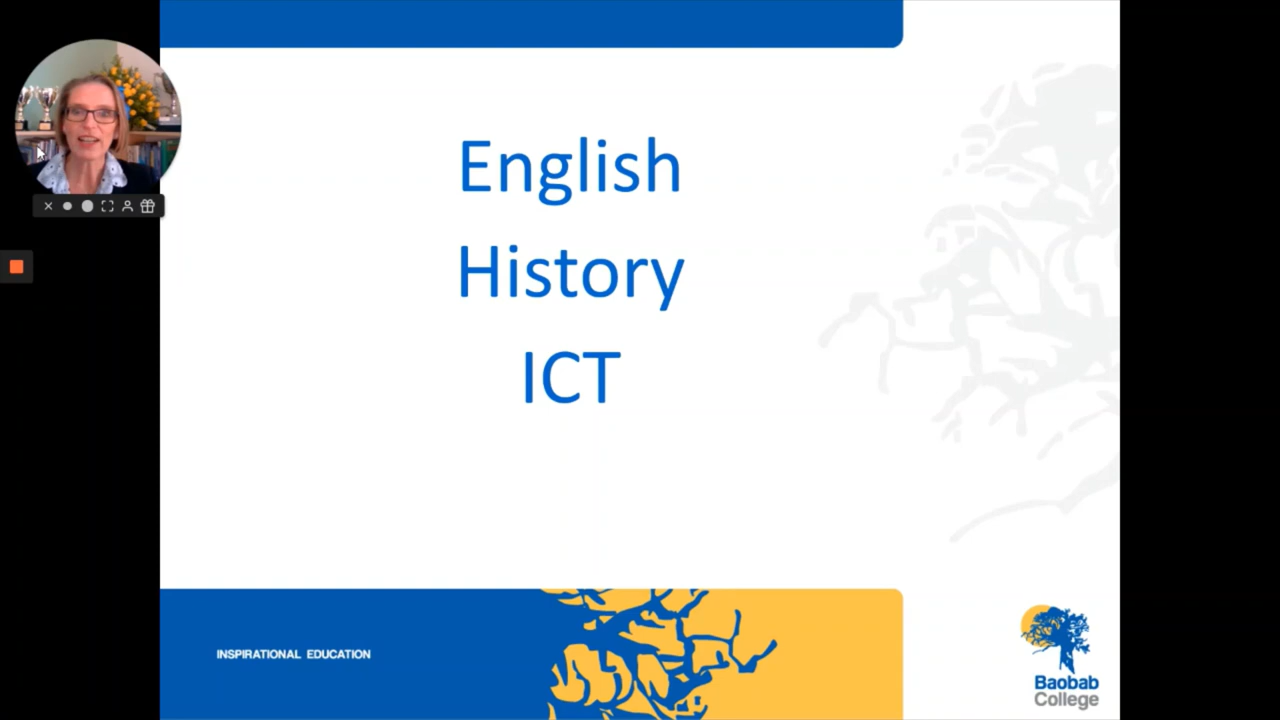 English
History
ICT
INSPIRATIONAL EDUCATION
Baobab
College